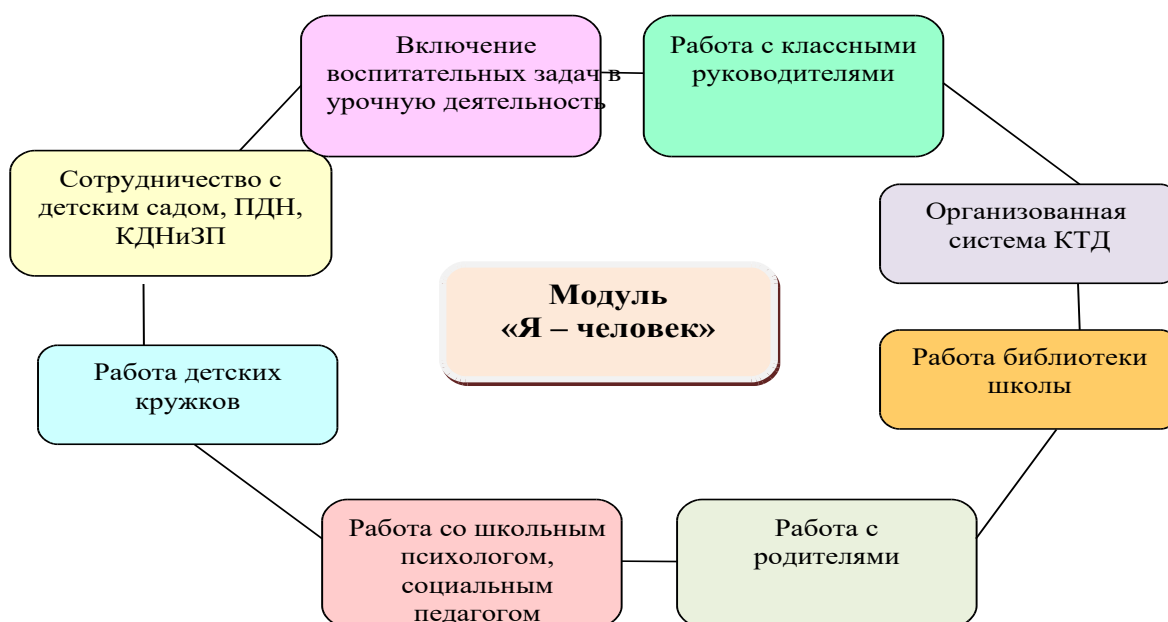 Включение
воспитательных задач в
урочную деятельность
Работа с классными
руководителями
Сотрудничество с
детским садом, ПДН,
КДНиЗП
Организованная
система КТД
Модуль
«Я – человек»
Работа детских
кружков
Работа библиотеки
школы
Работа со школьным
психологом,
социальным
педагогом
Работа с
родителями